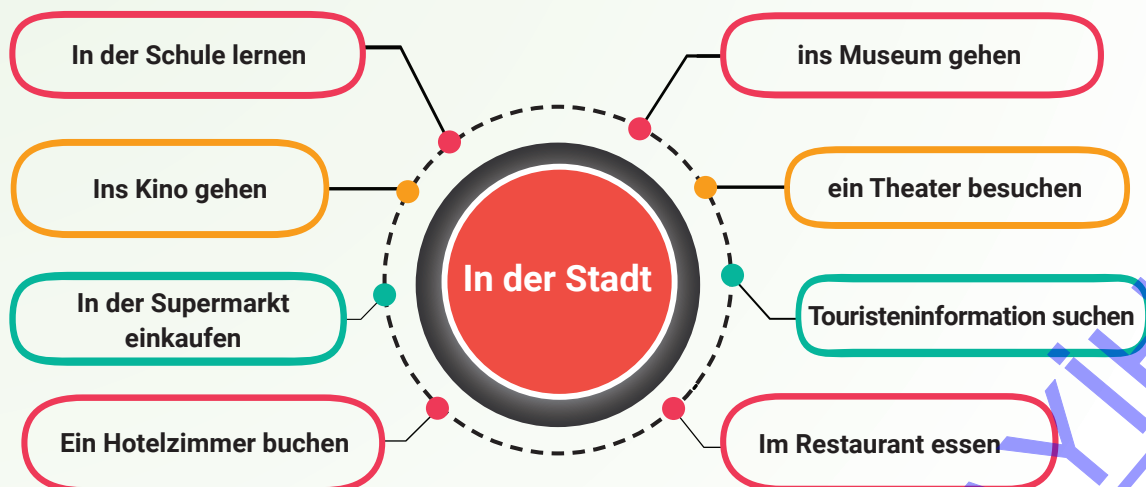 In der Schule lernen
ins Museum gehen
Ins Kino gehen
ein Theater besuchen
In der Stadt
In der Supermarkt
einkaufen
Touristeninformation suchen
Ein Hotelzimmer buchen
Im Restaurant essen